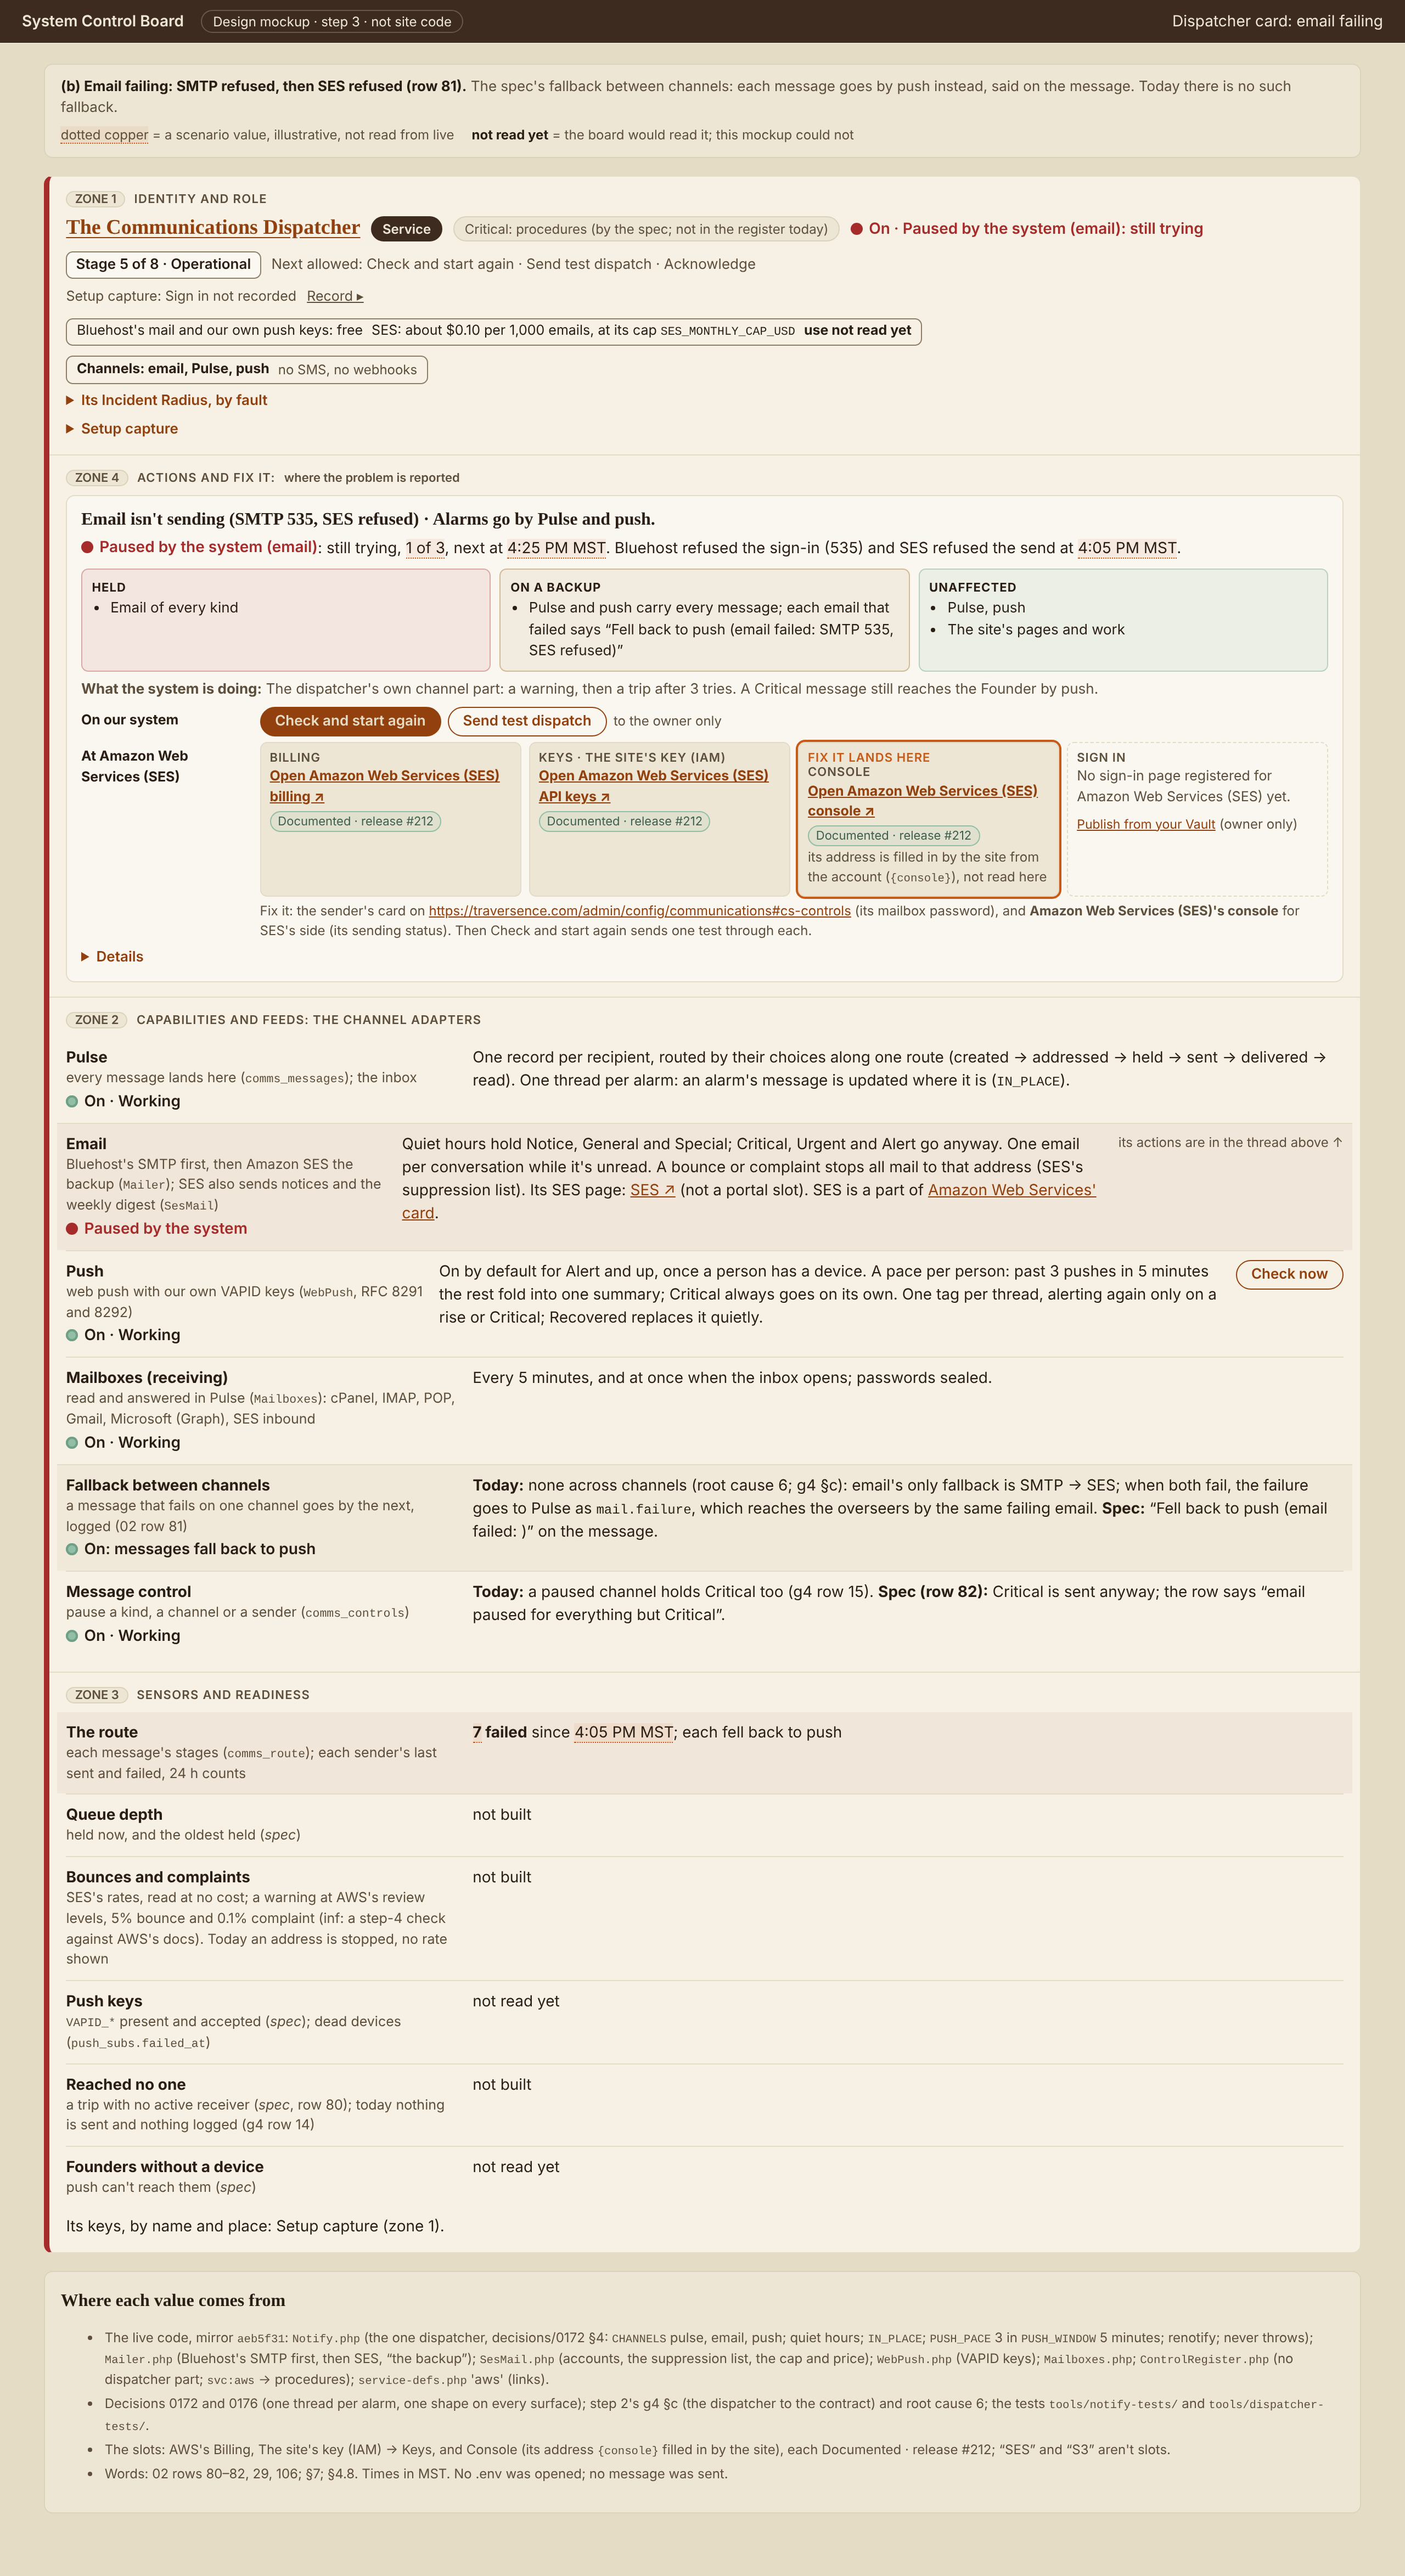 System Control Board
Design mockup · step 3 · not site code
Dispatcher card: email failing
(b) Email failing: SMTP refused, then SES refused (row 81). The spec's fallback between channels: each message goes by push instead, said on the message. Today there is no such
fallback.
dotted copper = a scenario value, illustrative, not read from live not read yet = the board would read it; this mockup could not
ZONE 1 IDENTITY AND ROLE
The Communications Dispatcher Service Critical: procedures (by the spec; not in the register today) On · Paused by the system (email): still trying
Stage 5 of 8 · Operational Next allowed: Check and start again · Send test dispatch · Acknowledge
Setup capture: Sign in not recorded Record ▸
Bluehost's mail and our own push keys: free SES: about $0.10 per 1,000 emails, at its cap SES_MONTHLY_CAP_USD use not read yet
Channels: email, Pulse, push no SMS, no webhooks
▶ Its Incident Radius, by fault
▶ Setup capture
ZONE 4 ACTIONS AND FIX IT: where the problem is reported
Email isn't sending (SMTP 535, SES refused) · Alarms go by Pulse and push.
Paused by the system (email): still trying, 1 of 3, next at 4:25 PM MST. Bluehost refused the sign-in (535) and SES refused the send at 4:05 PM MST.
HELD
• Email of every kind
ON A BACKUP
• Pulse and push carry every message; each email that
failed says “Fell back to push (email failed: SMTP 535,
SES refused)”
UNAFFECTED
• Pulse, push
• The site's pages and work
What the system is doing: The dispatcher's own channel part: a warning, then a trip after 3 tries. A Critical message still reaches the Founder by push.
On our system
Check and start again Send test dispatch to the owner only
At Amazon Web
Services (SES)
BILLING
Open Amazon Web Services (SES)
billing ↗
Documented · release #212
KEYS · THE SITE'S KEY (IAM)
Open Amazon Web Services (SES)
API keys ↗
Documented · release #212
FIX IT LANDS HERE
CONSOLE
Open Amazon Web Services (SES)
console ↗
Documented · release #212
its address is filled in by the site from
the account ({console}), not read here
SIGN IN
No sign-in page registered for
Amazon Web Services (SES) yet.
Publish from your Vault (owner only)
Fix it: the sender's card on https://traversence.com/admin/config/communications#cs-controls (its mailbox password), and Amazon Web Services (SES)'s console for
SES's side (its sending status). Then Check and start again sends one test through each.
▶ Details
ZONE 2 CAPABILITIES AND FEEDS: THE CHANNEL ADAPTERS
Pulse
every message lands here (comms_messages); the inbox
On · Working
One record per recipient, routed by their choices along one route (created → addressed → held → sent → delivered →
read). One thread per alarm: an alarm's message is updated where it is (IN_PLACE).
Email
Bluehost's SMTP first, then Amazon SES the
backup (Mailer); SES also sends notices and the
weekly digest (SesMail)
Paused by the system
Quiet hours hold Notice, General and Special; Critical, Urgent and Alert go anyway. One email
per conversation while it's unread. A bounce or complaint stops all mail to that address (SES's
suppression list). Its SES page: SES ↗ (not a portal slot). SES is a part of Amazon Web Services'
card.
its actions are in the thread above ↑
Push
web push with our own VAPID keys (WebPush, RFC 8291
and 8292)
On · Working
On by default for Alert and up, once a person has a device. A pace per person: past 3 pushes in 5 minutes
the rest fold into one summary; Critical always goes on its own. One tag per thread, alerting again only on a
rise or Critical; Recovered replaces it quietly.
Check now
Mailboxes (receiving)
read and answered in Pulse (Mailboxes): cPanel, IMAP, POP,
Gmail, Microsoft (Graph), SES inbound
On · Working
Every 5 minutes, and at once when the inbox opens; passwords sealed.
Fallback between channels
a message that fails on one channel goes by the next,
logged (02 row 81)
On: messages fall back to push
Today: none across channels (root cause 6; g4 §c): email's only fallback is SMTP → SES; when both fail, the failure
goes to Pulse as mail.failure, which reaches the overseers by the same failing email. Spec: “Fell back to push (email
failed: )” on the message.
Message control
pause a kind, a channel or a sender (comms_controls)
On · Working
Today: a paused channel holds Critical too (g4 row 15). Spec (row 82): Critical is sent anyway; the row says “email
paused for everything but Critical”.
ZONE 3 SENSORS AND READINESS
The route
each message's stages (comms_route); each sender's last
sent and failed, 24 h counts
7 failed since 4:05 PM MST; each fell back to push
Queue depth
held now, and the oldest held (spec)
not built
Bounces and complaints
SES's rates, read at no cost; a warning at AWS's review
levels, 5% bounce and 0.1% complaint (inf: a step-4 check
against AWS's docs). Today an address is stopped, no rate
shown
not built
Push keys
VAPID_* present and accepted (spec); dead devices
(push_subs.failed_at)
not read yet
Reached no one
a trip with no active receiver (spec, row 80); today nothing
is sent and nothing logged (g4 row 14)
not built
Founders without a device
push can't reach them (spec)
not read yet
Its keys, by name and place: Setup capture (zone 1).
Where each value comes from
• The live code, mirror aeb5f31: Notify.php (the one dispatcher, decisions/0172 §4: CHANNELS pulse, email, push; quiet hours; IN_PLACE; PUSH_PACE 3 in PUSH_WINDOW 5 minutes; renotify; never throws);
Mailer.php (Bluehost's SMTP first, then SES, “the backup”); SesMail.php (accounts, the suppression list, the cap and price); WebPush.php (VAPID keys); Mailboxes.php; ControlRegister.php (no
dispatcher part; svc:aws → procedures); service-defs.php 'aws' (links).
• Decisions 0172 and 0176 (one thread per alarm, one shape on every surface); step 2's g4 §c (the dispatcher to the contract) and root cause 6; the tests tools/notify-tests/ and tools/dispatcher-
tests/.
• The slots: AWS's Billing, The site's key (IAM) → Keys, and Console (its address {console} filled in by the site), each Documented · release #212; “SES” and “S3” aren't slots.
• Words: 02 rows 80–82, 29, 106; §7; §4.8. Times in MST. No .env was opened; no message was sent.